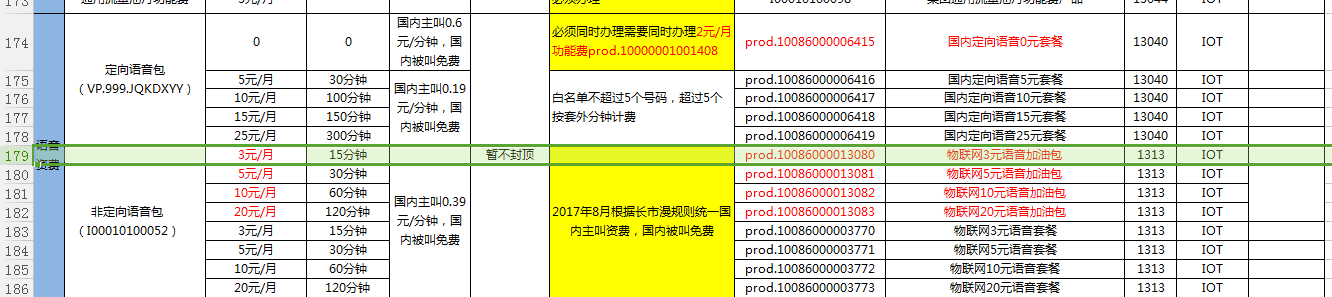 173 通用流量池月功能费 5元/月 必须办理 I00010100098 集团通用流量池月功能费产品 13044 IOT
国内主叫0.6
元/分钟，国
内被叫免费
174 0 0 必须同时办理需要同时办理2元/月
功能费prod.10000001001408 prod.10086000006415 国内定向语音0元套餐 13040 IOT
定向语音包
（VP.999.JQKDXYY）
175 5元/月 30分钟 prod.10086000006416 国内定向语音5元套餐 13040 IOT
国内主叫0.19
元/分钟，国
内被叫免费
白名单不超过5个号码，超过5个
按套外分钟计费
176 10元/月 100分钟 prod.10086000006417 国内定向语音10元套餐 13040 IOT
177 15元/月 150分钟 prod.10086000006418 国内定向语音15元套餐 13040 IOT
178 25元/月 300分钟 prod.10086000006419 国内定向语音25元套餐 13040 IOT
语音
资费
179 3元/月 15分钟 暂不封顶 prod.10086000013080 物联网3元语音加油包 1313 IOT
180 5元/月 30分钟 prod.10086000013081 物联网5元语音加油包 1313 IOT
181 10元/月 60分钟 prod.10086000013082 物联网10元语音加油包 1313 IOT
非定向语音包
（I00010100052）
国内主叫0.39
元/分钟，国
内被叫免费
2017年8月根据长市漫规则统一国
内主叫资费，国内被叫免费
182 20元/月 120分钟 prod.10086000013083 物联网20元语音加油包 1313 IOT
183 3元/月 15分钟 prod.10086000003770 物联网3元语音套餐 1313 IOT
184 5元/月 30分钟 prod.10086000003771 物联网5元语音套餐 1313 IOT
185 10元/月 60分钟 prod.10086000003772 物联网10元语音套餐 1313 IOT
186 20元/月 120分钟 prod.10086000003773 物联网20元语音套餐 1313 IOT